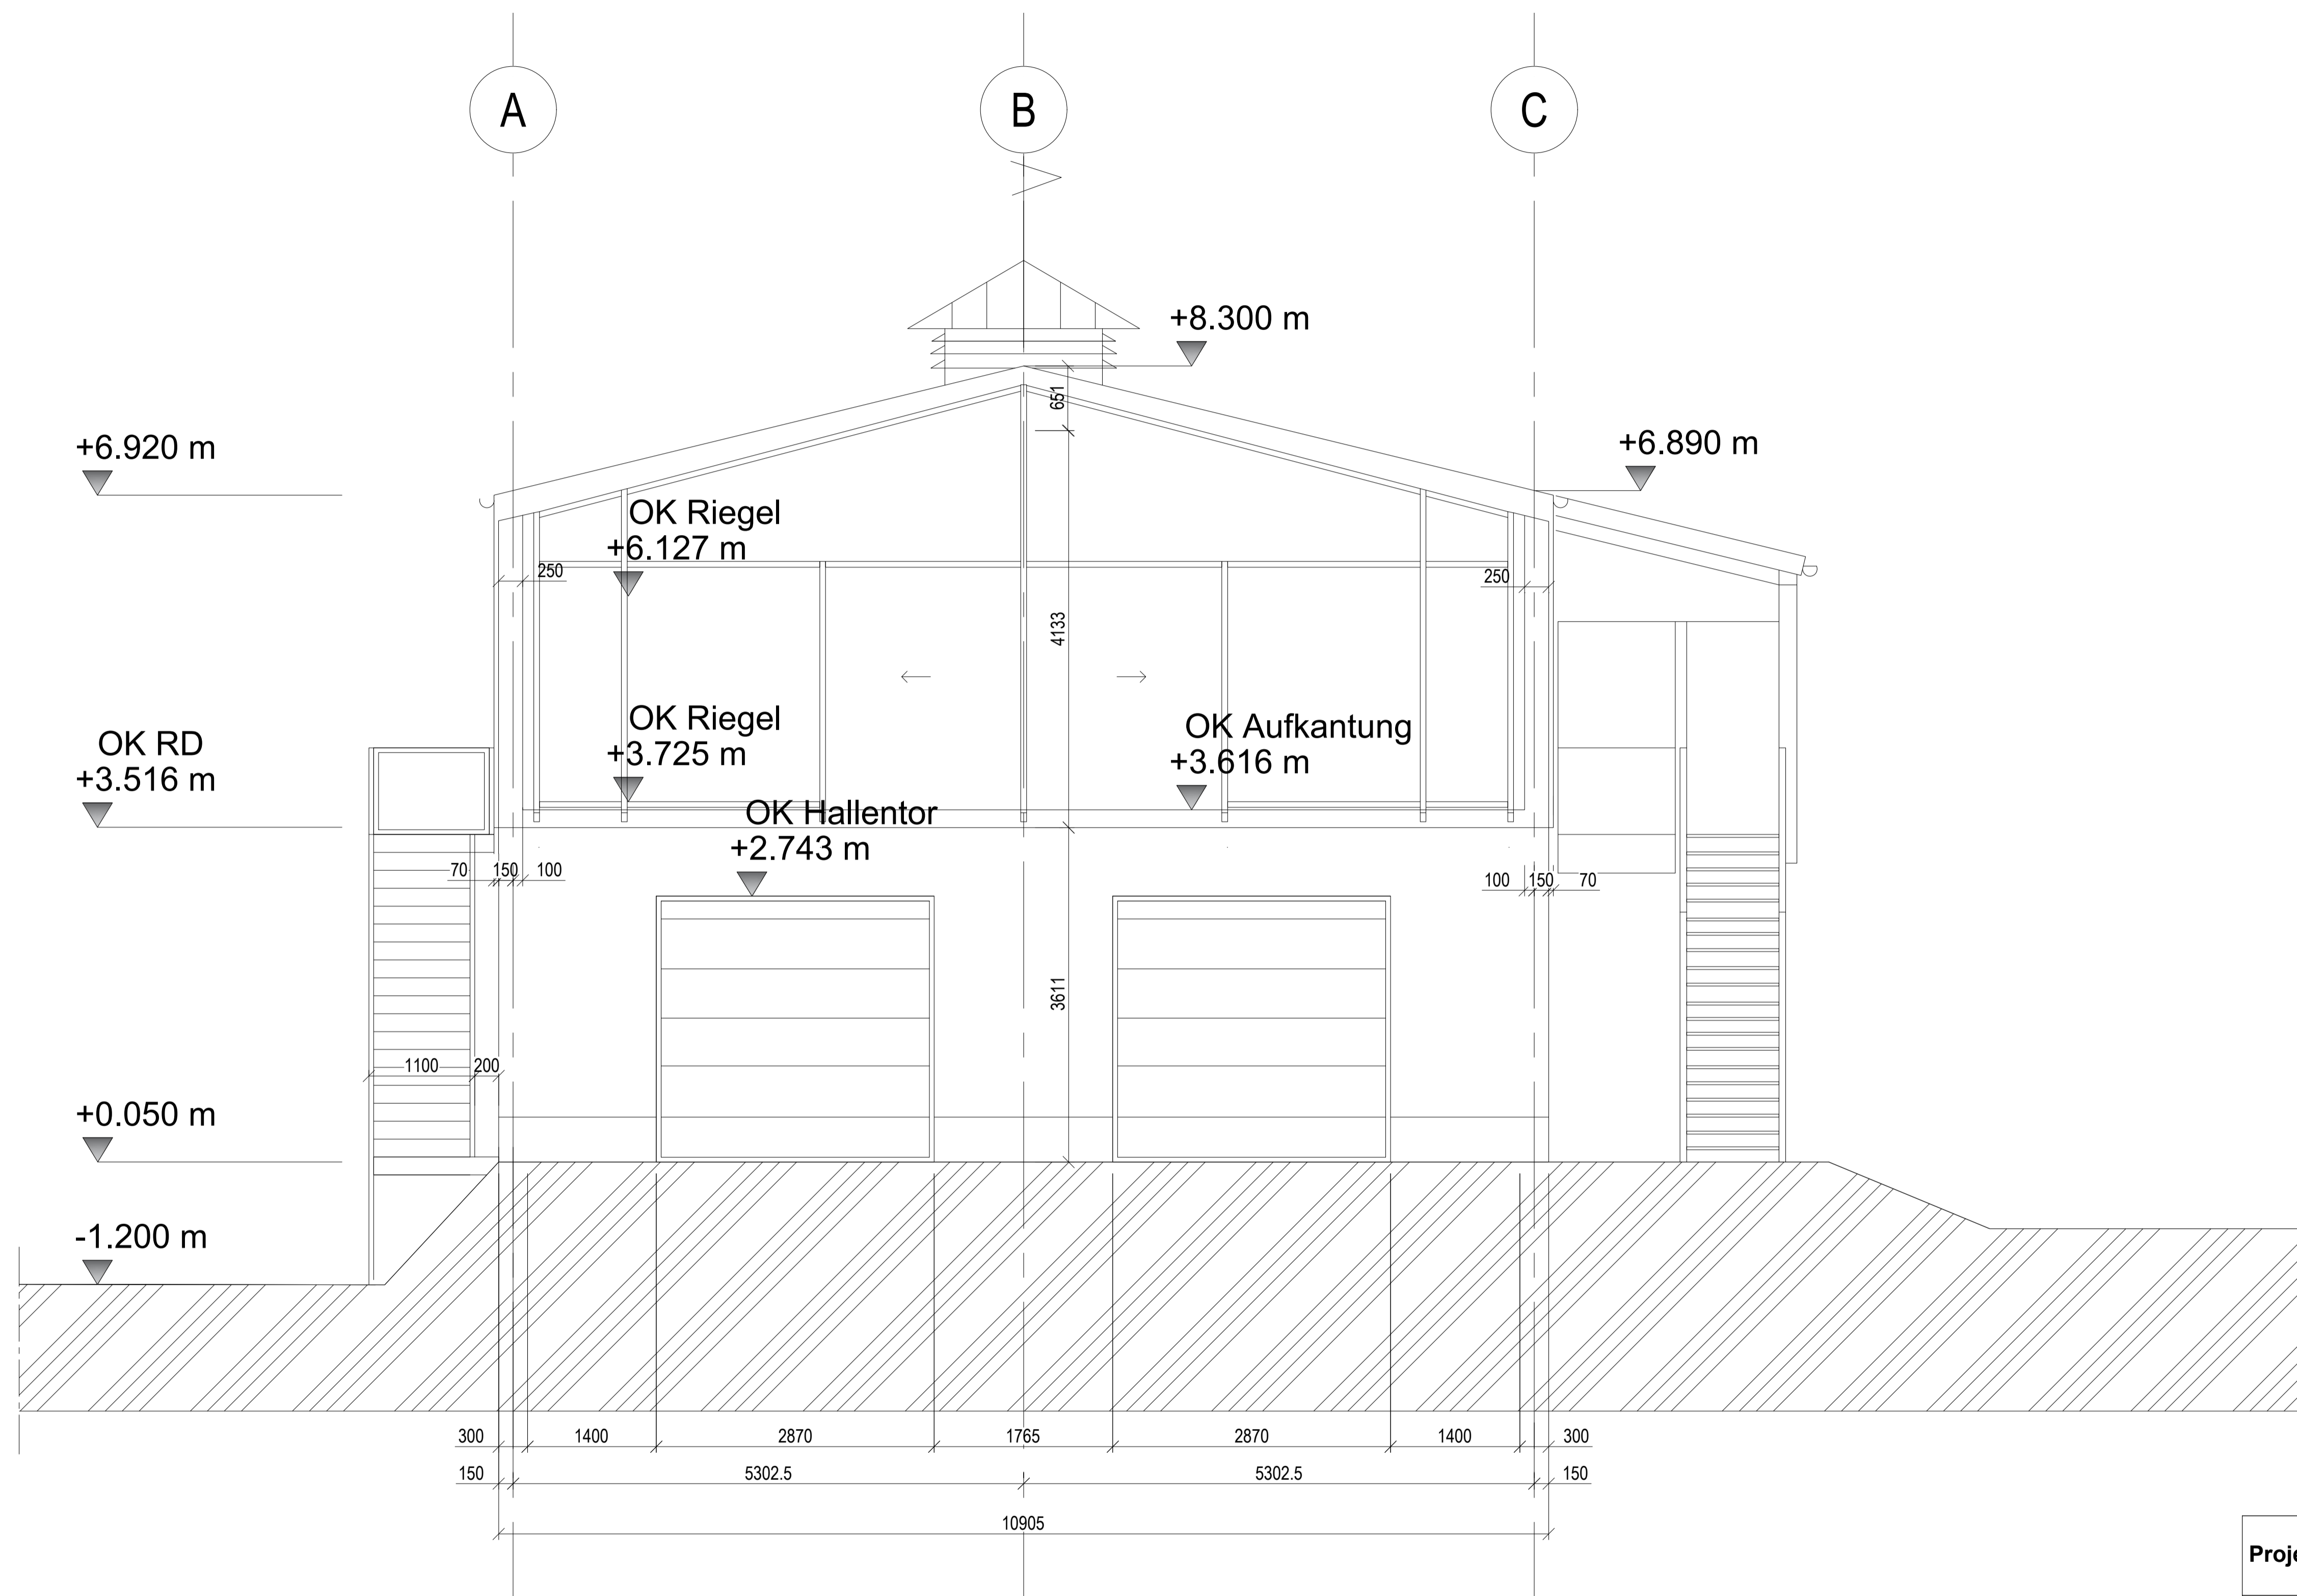 A
B
C
+8.300 m
651
+6.920 m
+6.890 m
OK Riegel
+6.127 m
250
250
4133
OK Riegel
+3.725 m
OK Aufkantung
+3.616 m
OK RD
+3.516 m
OK Hallentor
+2.743 m
70 150 100
100 150 70
3611
1100 200
+0.050 m
-1.200 m
300 1400 2870 1765 2870 1400 300
150 5302.5 5302.5 150
10905